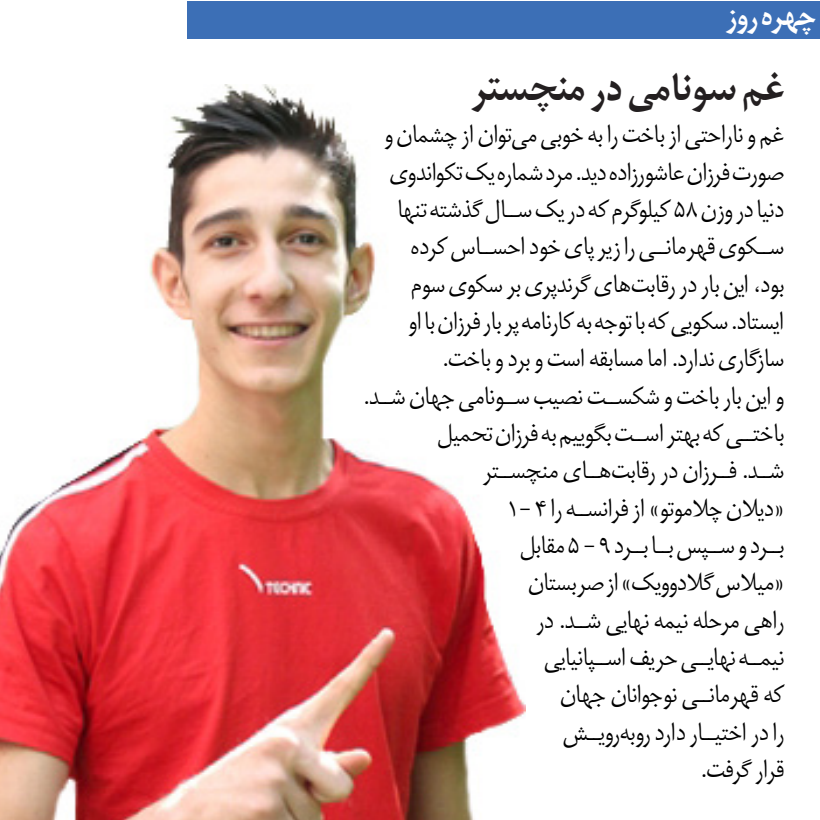 چهره روز
غم سونامی در منچستر
غم و ناراحتی از باخت را به خوبی می‌توان از چشمان و
صورت فرزان عاشورزاده دید. مرد شماره یک تکواندوی
دنیا در وزن ۵۸ کیلوگرم که در یک سال گذشته تنها
سکوی قهرمانی را زیر پای خود احساس کرده
بود، این بار در رقابت‌های گرندپری بر سکوی سوم
ایستاد. سکویی که با توجه به کارنامه پر بار فرزان با او
سازگاری ندارد. اما مسابقه است و برد و باخت.
و این بار باخت و شکست نصیب سونامی جهان شد.
باختی که بهتر است بگوییم به فرزان تحمیل
شد. فرزان در رقابت‌های منچستر
«دیلان چلاموتو» از فرانسه را ۴ - ۱
برد و سپس با برد ۹ - ۵ مقابل
«میلاس گلادوویک» از صربستان
راهی مرحله نیمه نهایی شد. در
نیمه نهایی حریف اسپانیایی
که قهرمانی نوجوانان جهان
را در اختیار دارد روبه‌رویش
قرار گرفت.
TECHNIC